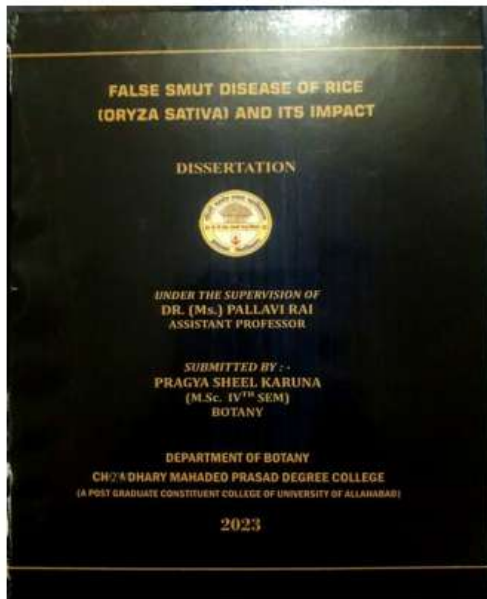 FALSE SMUT DISEASE OF RICE
(ORYZA SATIVA) AND ITS IMPACT
DISSERTATION
UNDER THE SUPERVISION OF
DR. (Ms.) PALLAVI RAI
ASSISTANT PROFESSOR
SUBMITTED BY : -
PRAGYA SHEEL KARUNA
(M.Sc. IVTH SEM)
BOTANY
DEPARTMENT OF BOTANY
MAHADEO PRASAD DEGREE COLLEGE
(A POST GRADUATE CONSTITUENT COLLEGE OF UNIVERSITY OF ALLAHABAD)
2023